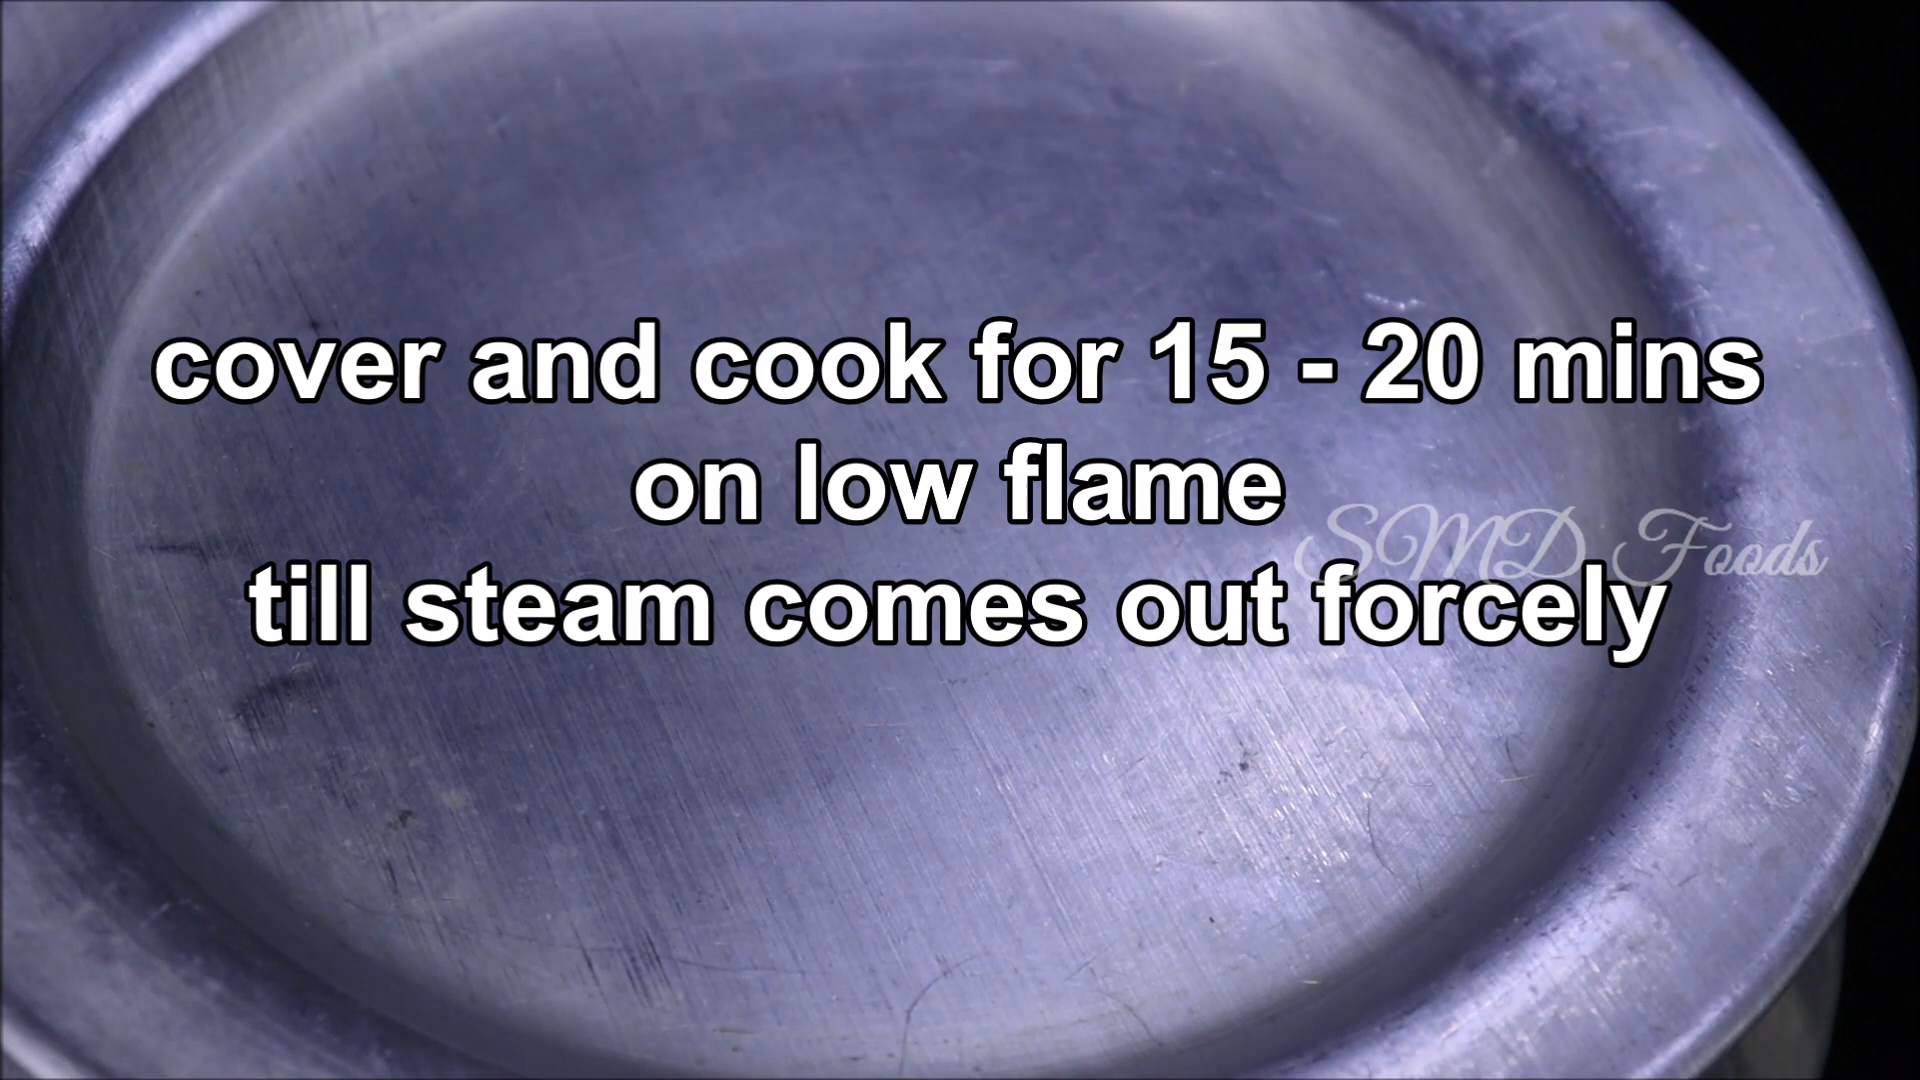 cover and cook for 15 - 20 mins
on low flame
SMD Foods
till steam comes out forcely